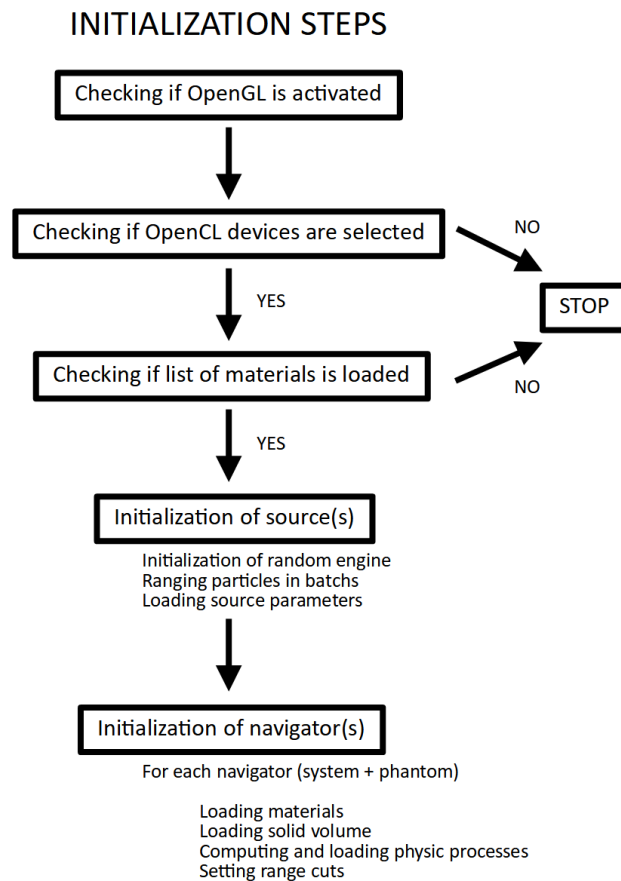 INITIALIZATION STEPS
Checking if OpenGL is activated
Checking if OpenCL devices are selected
NO
STOP
YES
Checking if list of materials is loaded
NO
YES
Initialization of source(s)
Initialization of random engine
Ranging particles in batchs
Loading source parameters
Initialization of navigator(s)
For each navigator (system + phantom)
Loading materials
Loading solid volume
Computing and loading physic processes
Setting range cuts